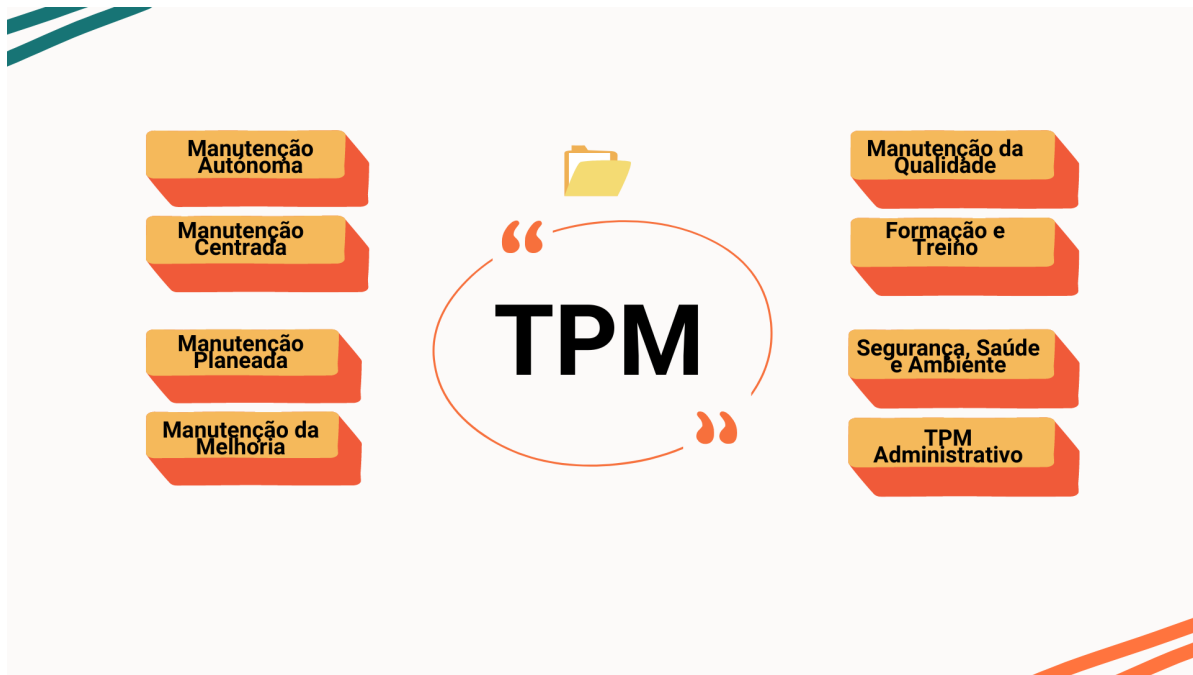 Manutenção
Autónoma
Manutenção
Centrada
Manutenção
Planeada
Manutenção da
Melhoria
“
TPM
”
Manutenção da
Qualidade
Formação e
Treino
Segurança, Saúde
e Ambiente
TPM
Administrativo